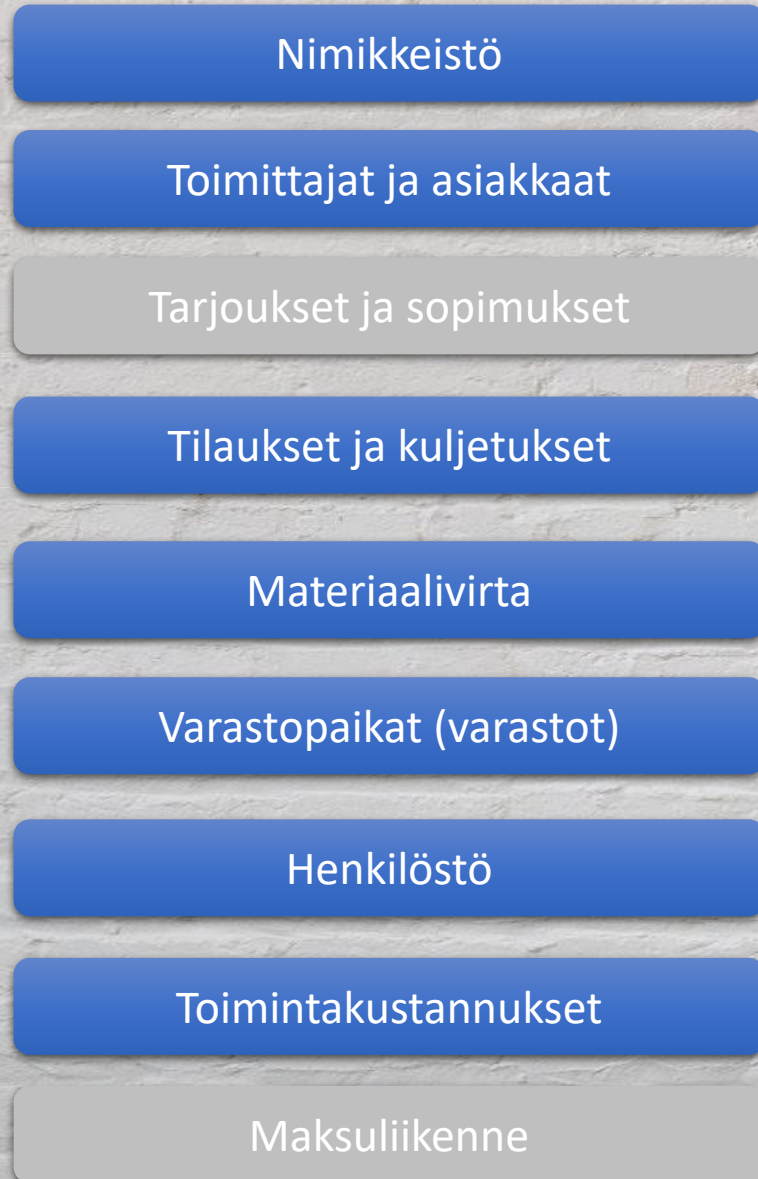 Nimikkeistö
Toimittajat ja asiakkaat
Tarjoukset ja sopimukset
Tilaukset ja kuljetukset
Materiaalivirta
Varastopaikat (varastot)
Henkilöstö
Toimintakustannukset
Maksuliikenne